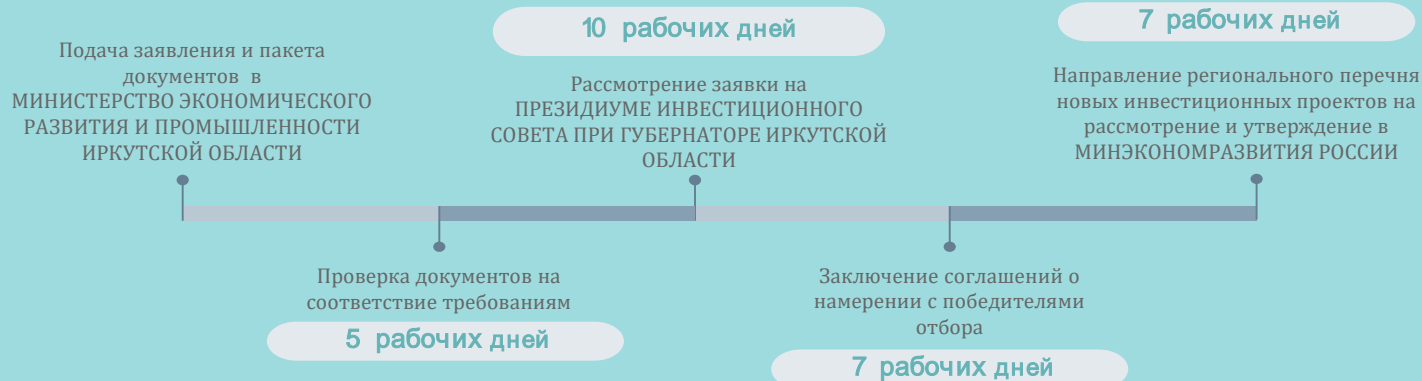 Подача заявления и пакета
документов в
МИНИСТЕРСТВО ЭКОНОМИЧЕСКОГО
РАЗВИТИЯ И ПРОМЫШЛЕННОСТИ
ИРКУТСКОЙ ОБЛАСТИ
Проверка документов на
соответствие требованиям
5 рабочих дней
10 рабочих дней
Рассмотрение заявки на
ПРЕЗИДИУМЕ ИНВЕСТИЦИОННОГО
СОВЕТА ПРИ ГУБЕРНАТОРЕ ИРКУТСКОЙ
ОБЛАСТИ
Заключение соглашений о
намерении с победителями
отбора
7 рабочих дней
7 рабочих дней
Направление регионального перечня
новых инвестиционных проектов на
рассмотрение и утверждение в
МИНЭКОНОМРАЗВИТИЯ РОССИИ